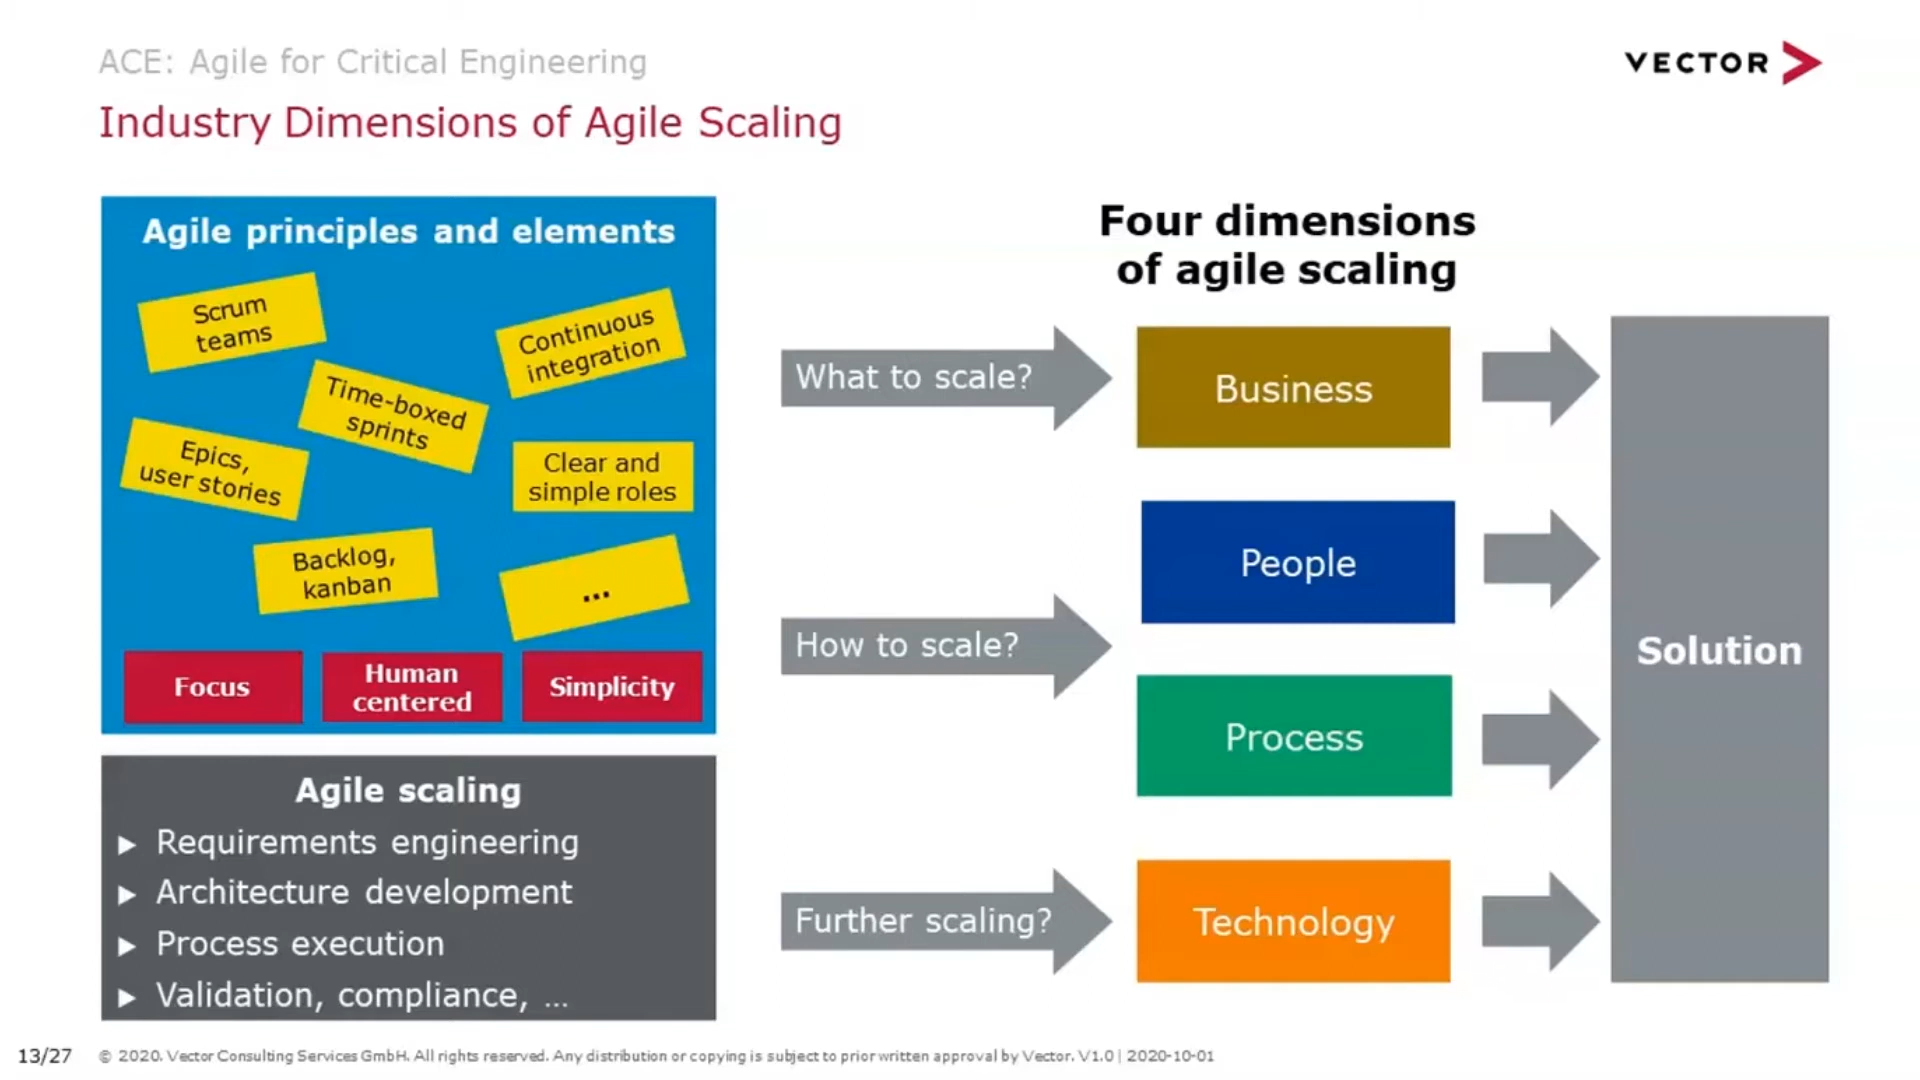 ACE: Agile for Critical Engineering
VECTOR
Industry Dimensions of Agile Scaling
Agile principles and elements
Scrum
teams
Continuous
integration
Time-boxed
sprints
Epics,
user stories
Clear and
simple roles
Backlog,
kanban
...
Focus
Human
centered
Simplicity
Agile scaling
► Requirements engineering
► Architecture development
► Process execution
► Validation, compliance, ...
Four dimensions
of agile scaling
What to scale?
Business
People
How to scale?
Process
Further scaling?
Technology
Solution
13/27
© 2020. Vector Consulting Services GmbH. All rights reserved. Any distribution or copying is subject to prior written approval by Vector. V1.0 | 2020-10-01